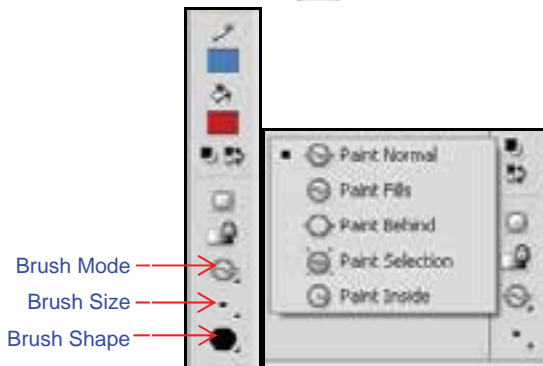 Paint Normal
Paint Fills
Paint Behind
Paint Selection
Paint Inside
Brush Mode
Brush Size
Brush Shape